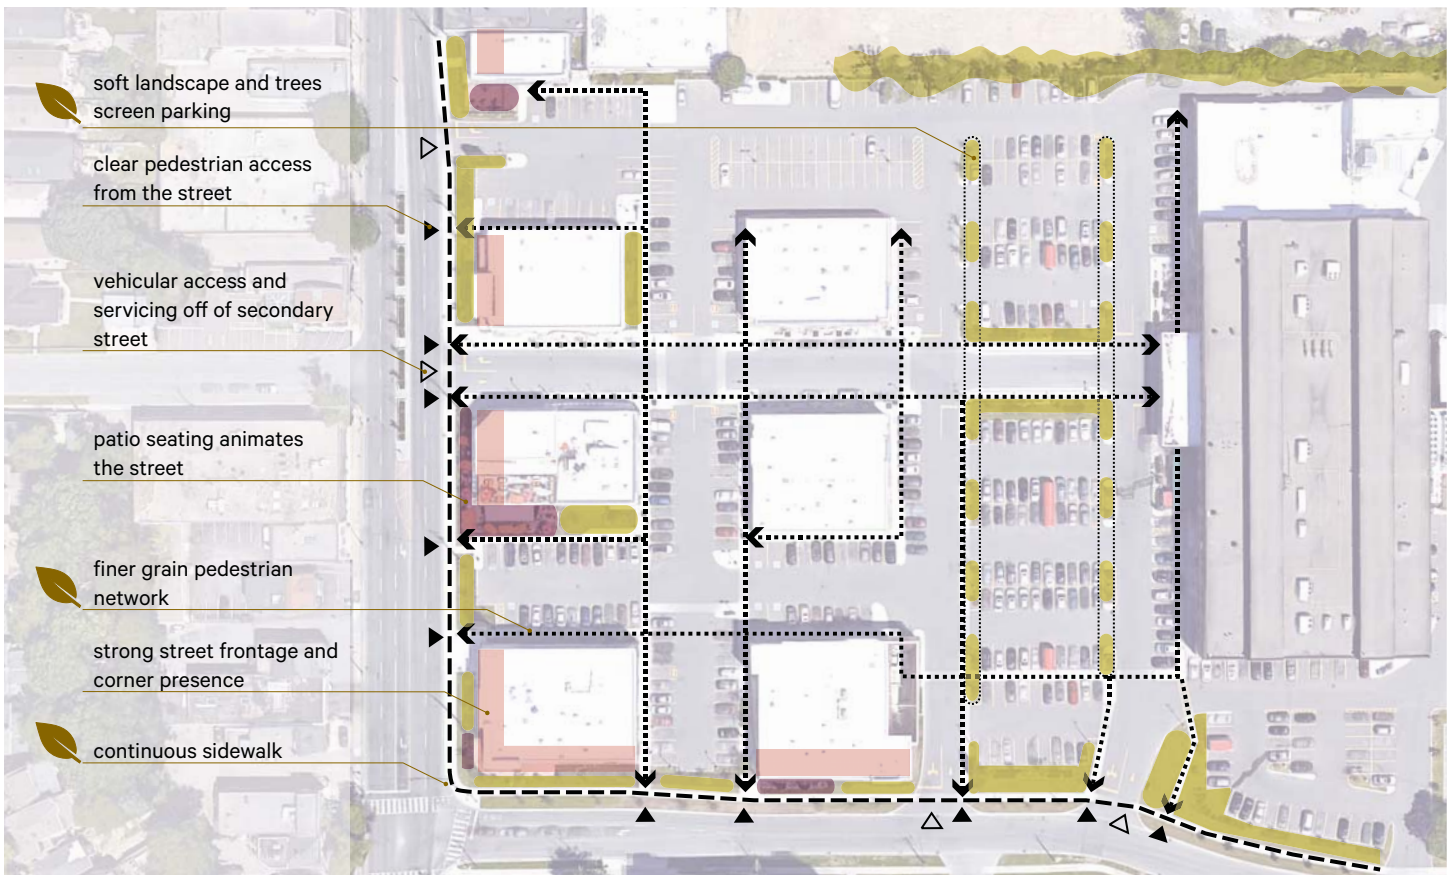 soft landscape and trees
screen parking
clear pedestrian access
from the street
vehicular access and
servicing off of secondary
street
patio seating animates
the street
finer grain pedestrian
network
strong street frontage and
corner presence
continuous sidewalk